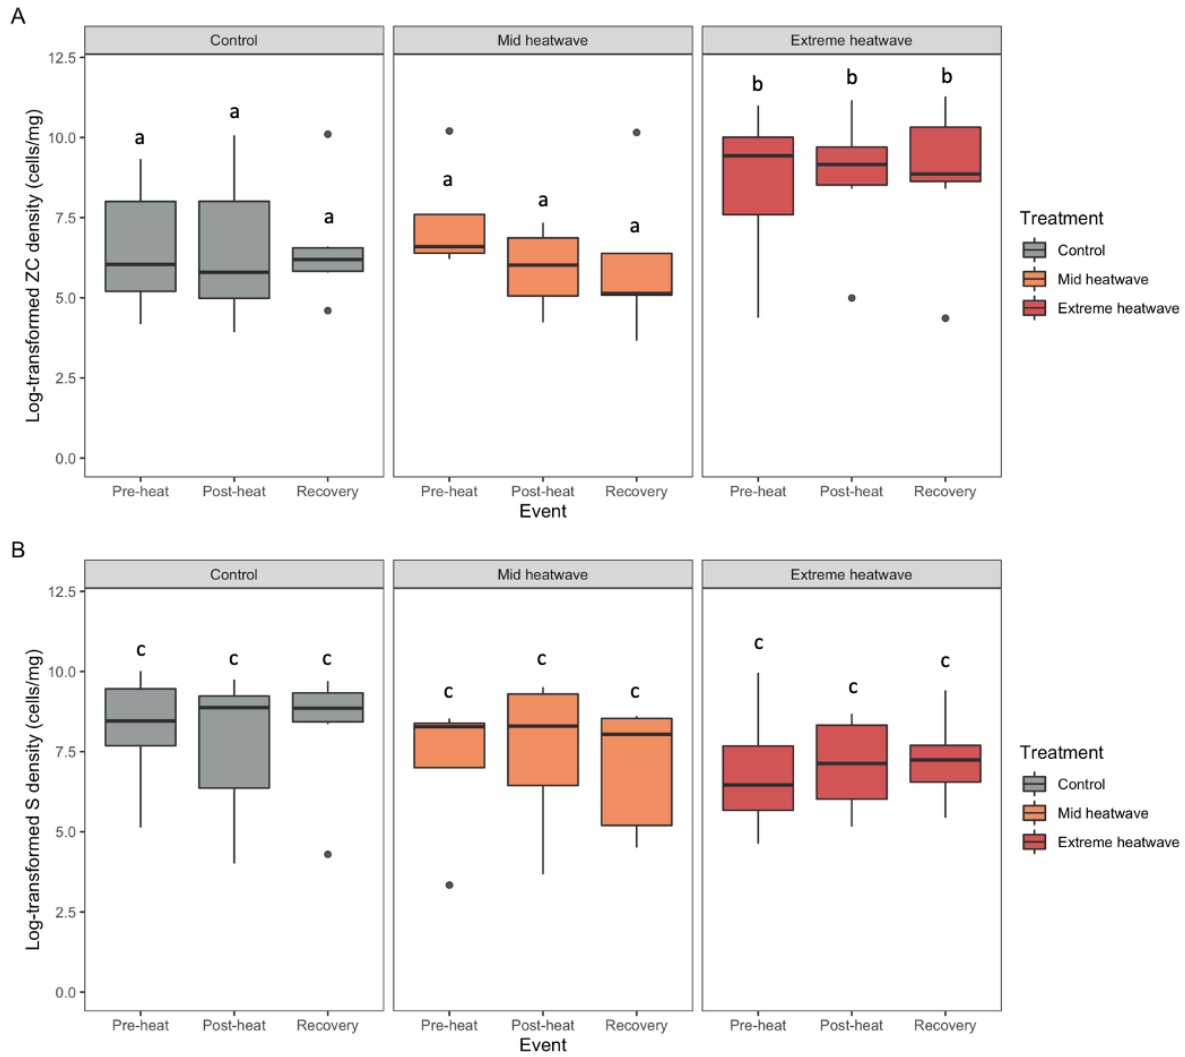 A
Control
Mid heatwave
Extreme heatwave
Log-transformed ZC density (cells/mg)
12.5
10.0
7.5
5.0
2.5
0.0
a
a
a
a
a
a
b
b
b
Pre-heat
Post-heat
Recovery
Pre-heat
Post-heat
Recovery
Pre-heat
Post-heat
Recovery
Event
Treatment
Control
Mid heatwave
Extreme heatwave
B
Control
Mid heatwave
Extreme heatwave
Log-transformed S density (cells/mg)
12.5
10.0
7.5
5.0
2.5
0.0
c
c
c
c
c
c
c
c
c
Pre-heat
Post-heat
Recovery
Pre-heat
Post-heat
Recovery
Pre-heat
Post-heat
Recovery
Event
Treatment
Control
Mid heatwave
Extreme heatwave